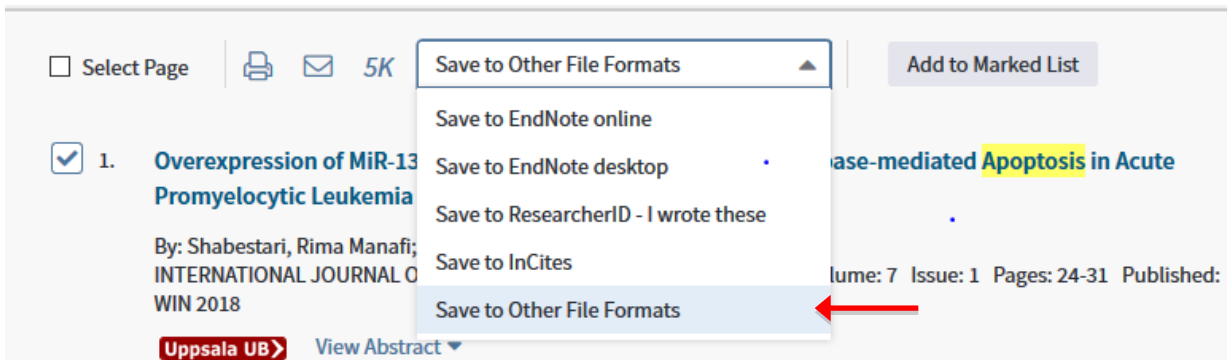 Select Page 5K Save to Other File Formats Add to Marked List
Save to EndNote online
Save to EndNote desktop
Save to ResearcherID - I wrote these
Save to InCites
Save to Other File Formats
1. Overexpression of MiR-13 ase-mediated Apoptosis in Acute
Promyelocytic Leukemia
By: Shabestari, Rima Manafi;
INTERNATIONAL JOURNAL O lume: 7 Issue: 1 Pages: 24-31 Published:
WIN 2018
Uppsala UB View Abstract